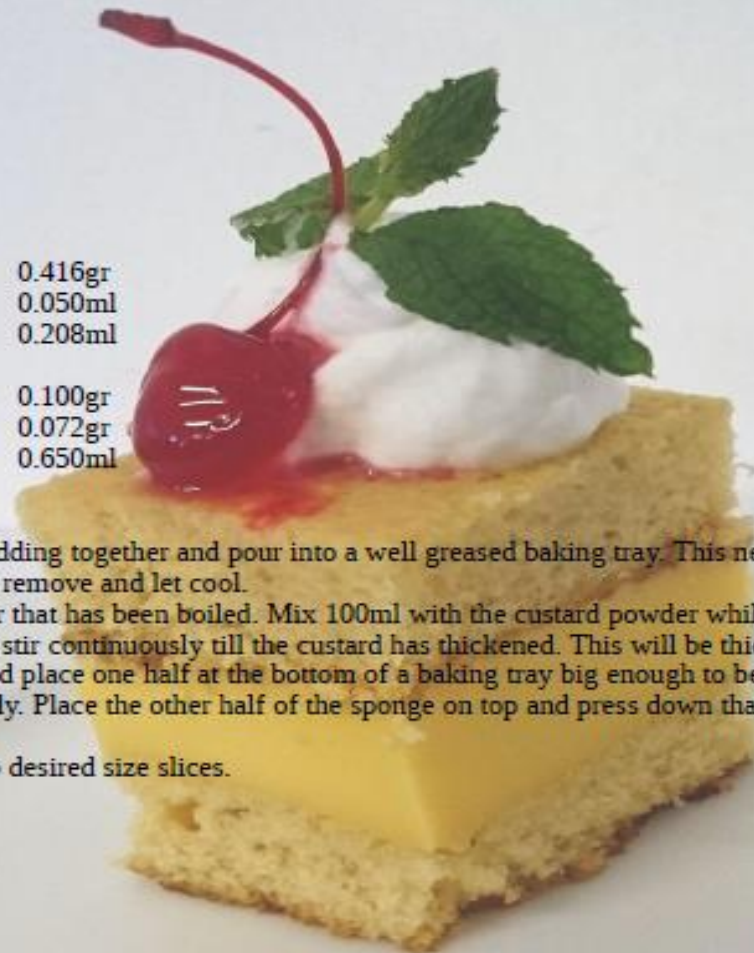 0.416gr
0.050ml
0.208ml
0.100gr
0.072gr
0.650ml
dding together and pour into a well greased baking tray. This ne
remove and let cool.
r that has been boiled. Mix 100ml with the custard powder whil
stir continuously till the custard has thickened. This will be thi
d place one half at the bottom of a baking tray big enough to be
ly. Place the other half of the sponge on top and press down tha
desired size slices.